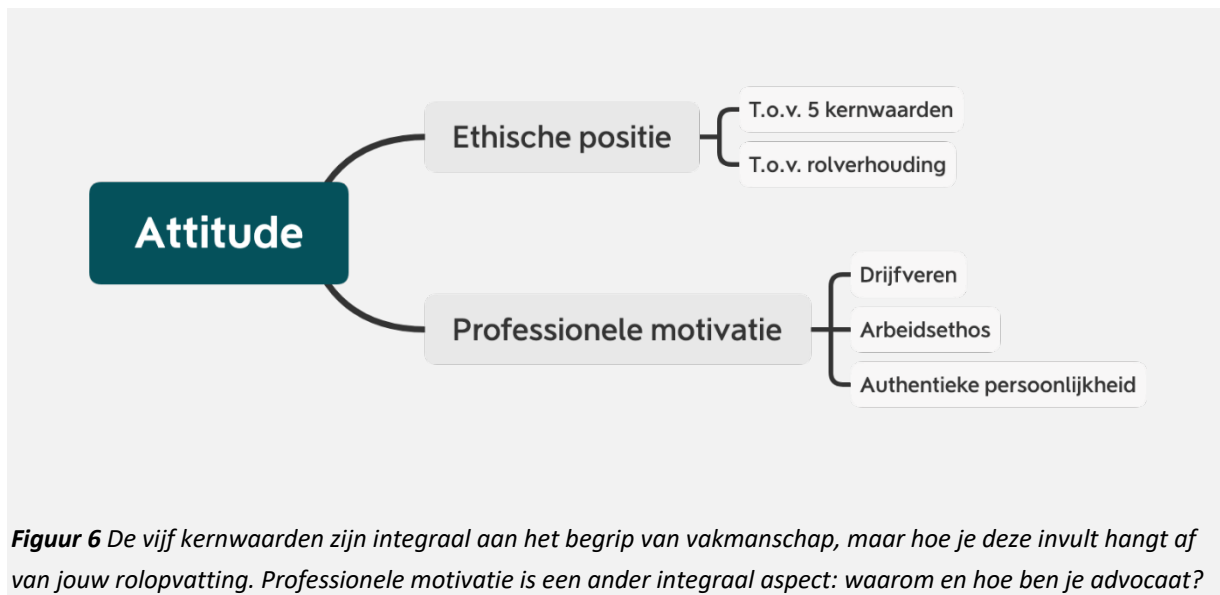 Attitude
Ethische positie
T.o.v. 5 kernwaarden
T.o.v. rolverhouding
Professionele motivatie
Drijfveren
Arbeidsethos
Authentieke persoonlijkheid
Figuur 6 De vijf kernwaarden zijn integraal aan het begrip van vakmanschap, maar hoe je deze invult hangt af
van jouw rolopvatting. Professionele motivatie is een ander integraal aspect: waarom en hoe ben je advocaat?